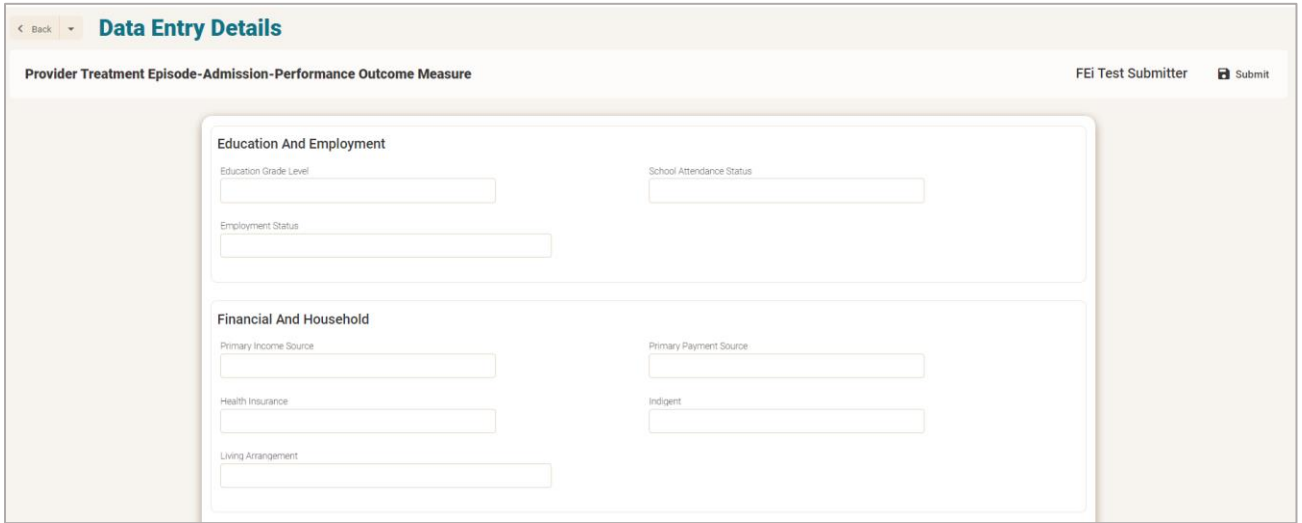 Back
Data Entry Details
Provider Treatment Episode-Admission-Performance Outcome Measure
FEi Test Submitter
Submit
Education And Employment
Education Grade Level
School Attendance Status
Employment Status
Financial And Household
Primary Income Source
Primary Payment Source
Health Insurance
Indigent
Living Arrangement